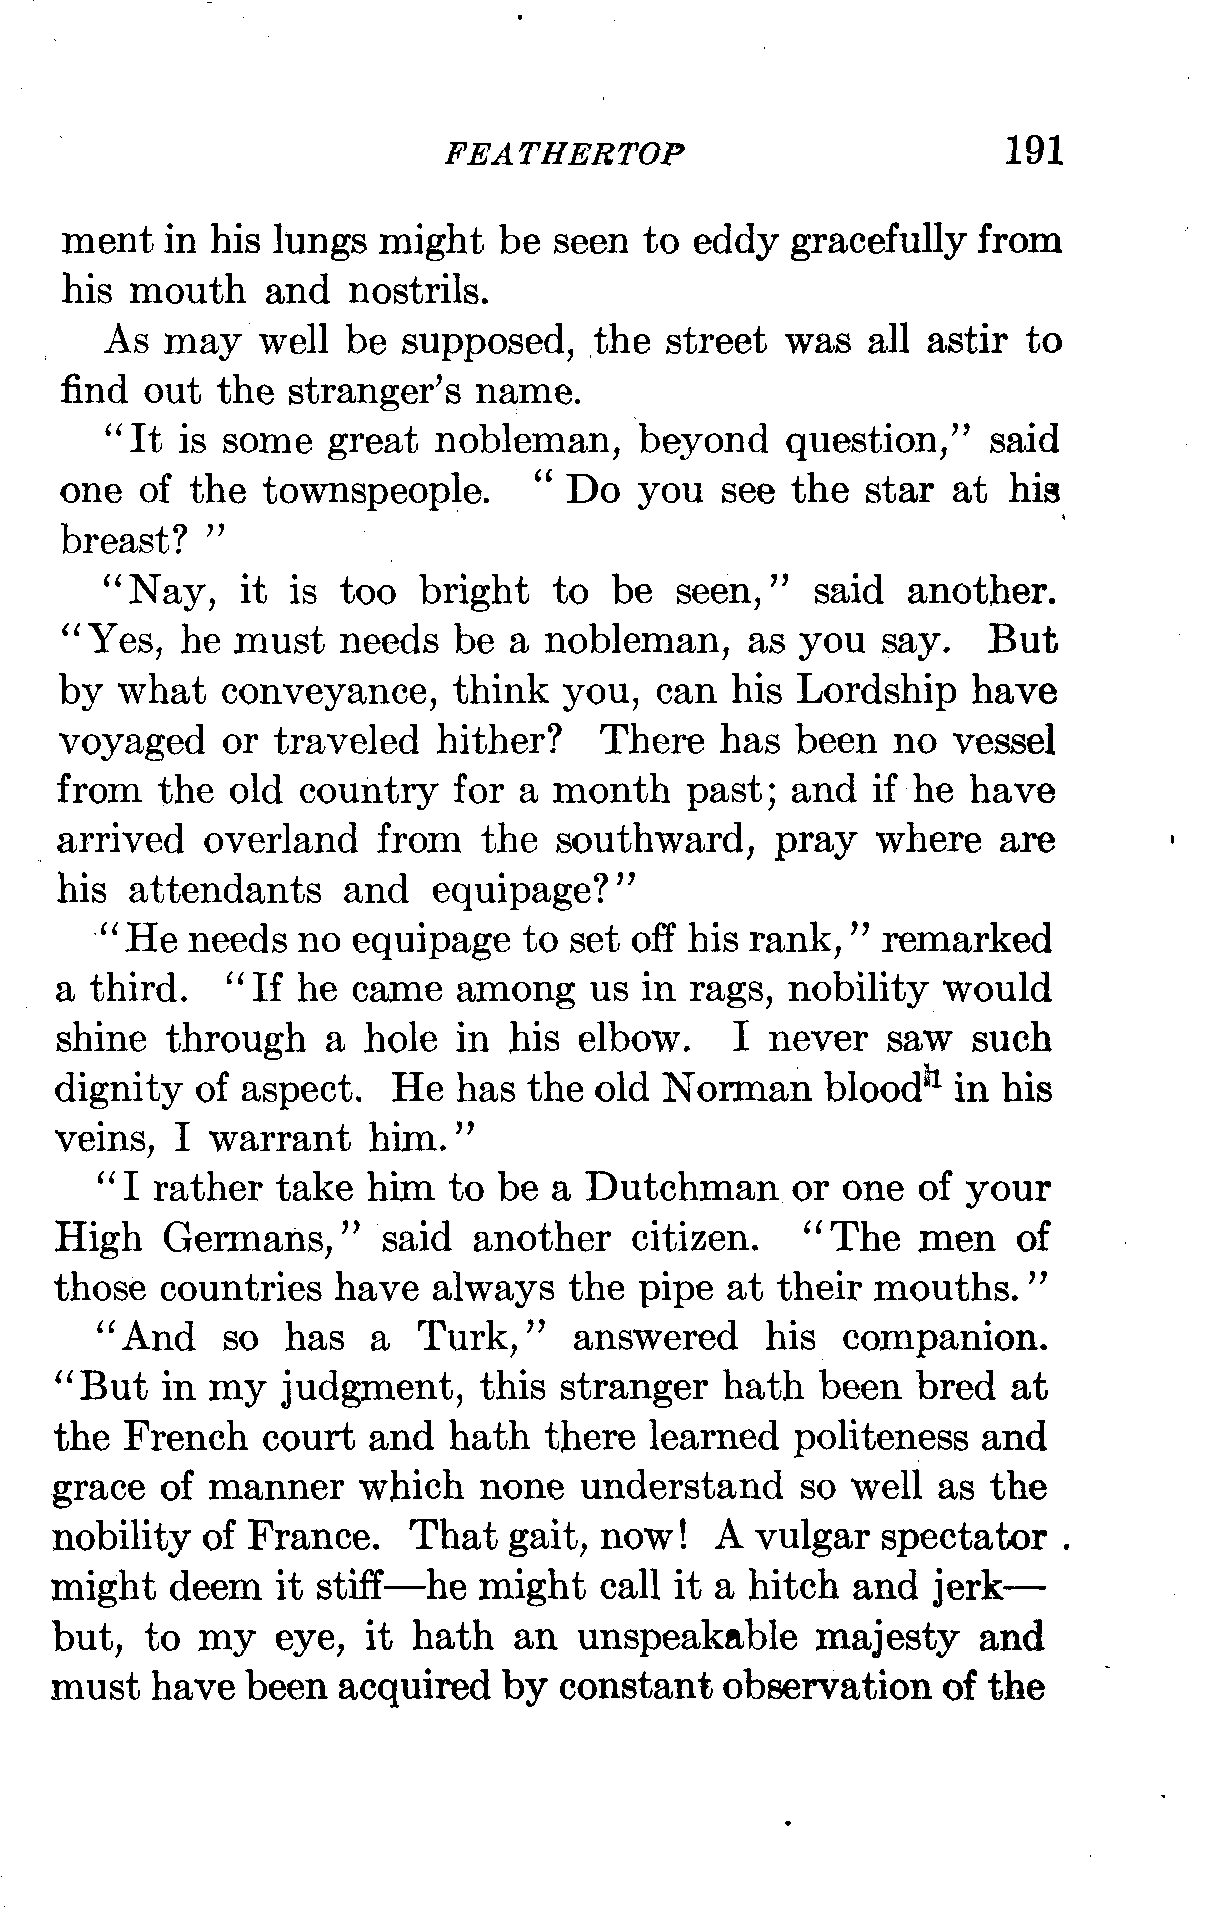 FEATHERTOP 191
ment in his lungs might be seen to eddy gracefully from
his mouth and nostrils.
As may well be supposed, the street was all astir to
find out the stranger's name.
"It is some great nobleman, beyond question," said
one of the townspeople. "Do you see the star at his
breast?"
"Nay, it is too bright to be seen," said another.
"Yes, he must needs be a nobleman, as you say. But
by what conveyance, think you, can his Lordship have
voyaged or traveled hither? There has been no vessel
from the old country for a month past; and if he have
arrived overland from the southward, pray where are
his attendants and equipage?"
"He needs no equipage to set off his rank," remarked
a third. "If he came among us in rags, nobility would
shine through a hole in his elbow. I never saw such
dignity of aspect. He has the old Norman blood^h1 in his
veins, I warrant him."
"I rather take him to be a Dutchman or one of your
High Germans," said another citizen. "The men of
those countries have always the pipe at their mouths."
"And so has a Turk," answered his companion.
"But in my judgment, this stranger hath been bred at
the French court and hath there learned politeness and
grace of manner which none understand so well as the
nobility of France. That gait, now! A vulgar spectator
might deem it stiff—he might call it a hitch and jerk—
but, to my eye, it hath an unspeakable majesty and
must have been acquired by constant observation of the